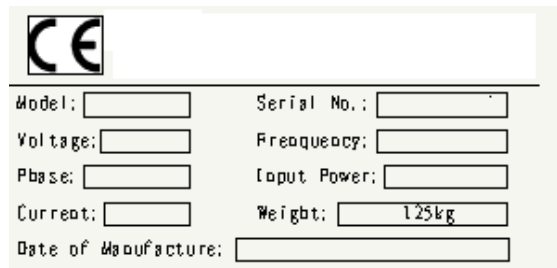 CE
Model: Serial No.:
Voltage: Frequency:
Phase: Input Power:
Current: Weight: 125kg
Date of Manufacture: